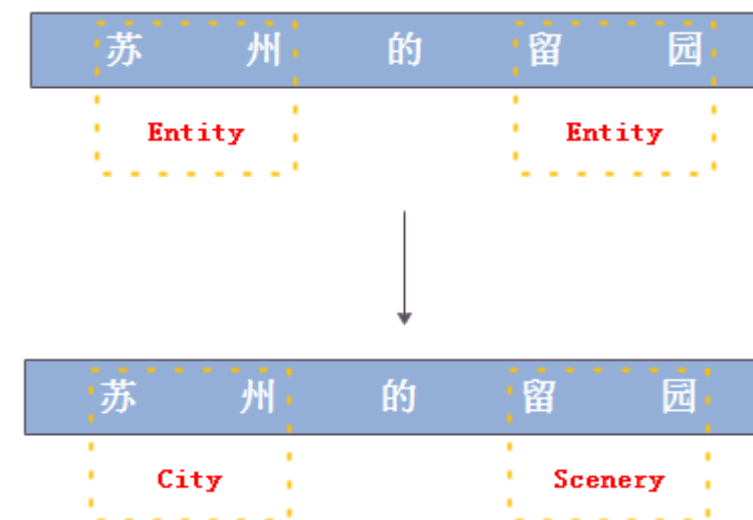 苏 州 的 留 园
Entity Entity
苏 州 的 留 园
City Scenery